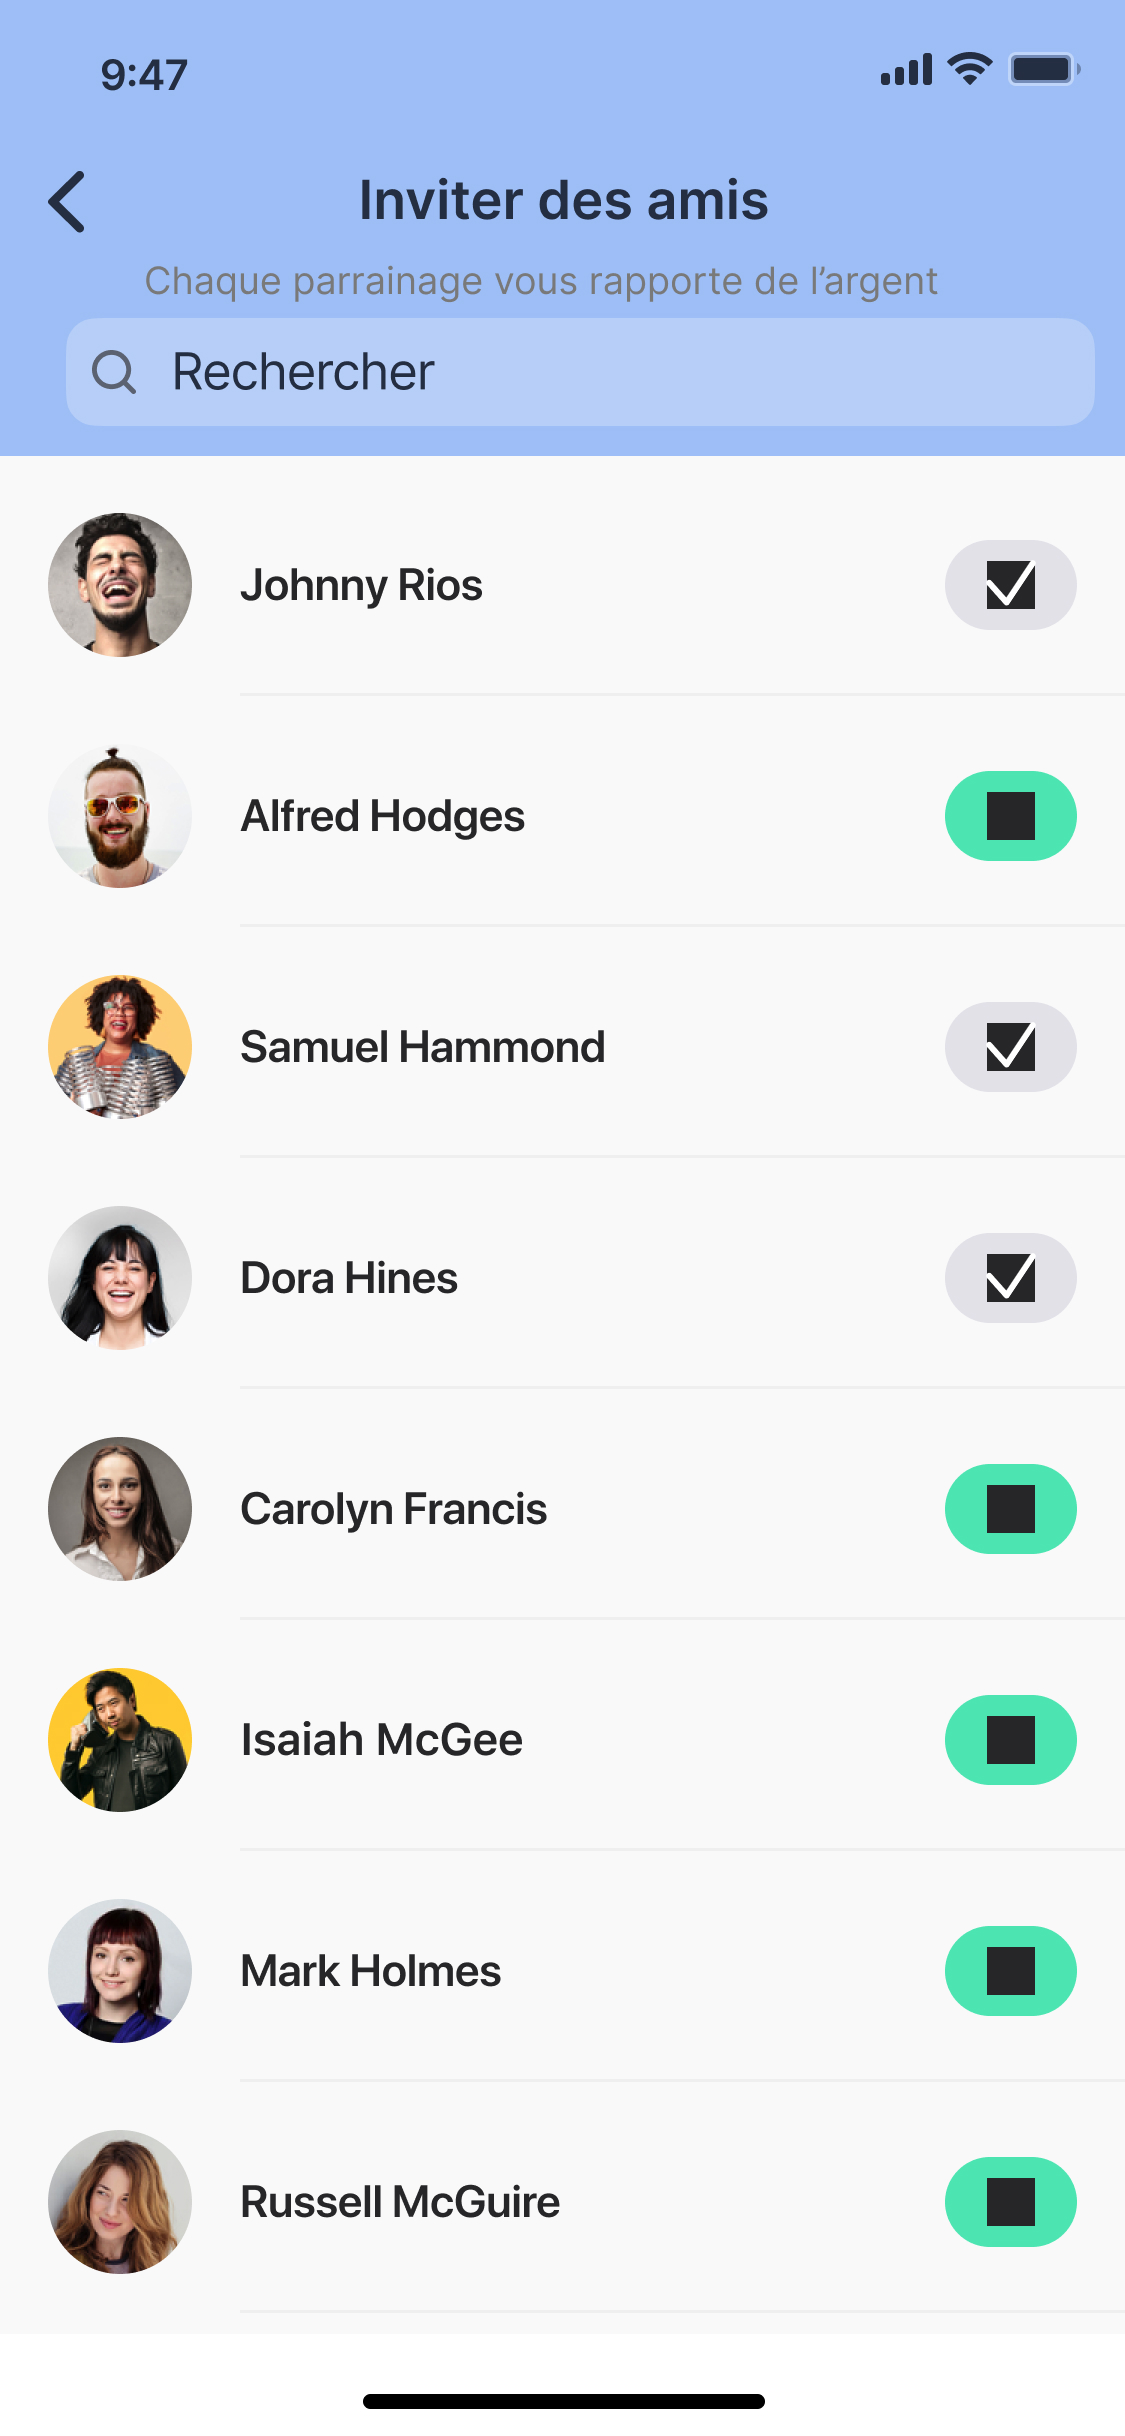 9:47
Inviter des amis
Chaque parrainage vous rapporte de l’argent
Rechercher
Johnny Rios
Alfred Hodges
Samuel Hammond
Dora Hines
Carolyn Francis
Isaiah McGee
Mark Holmes
Russell McGuire